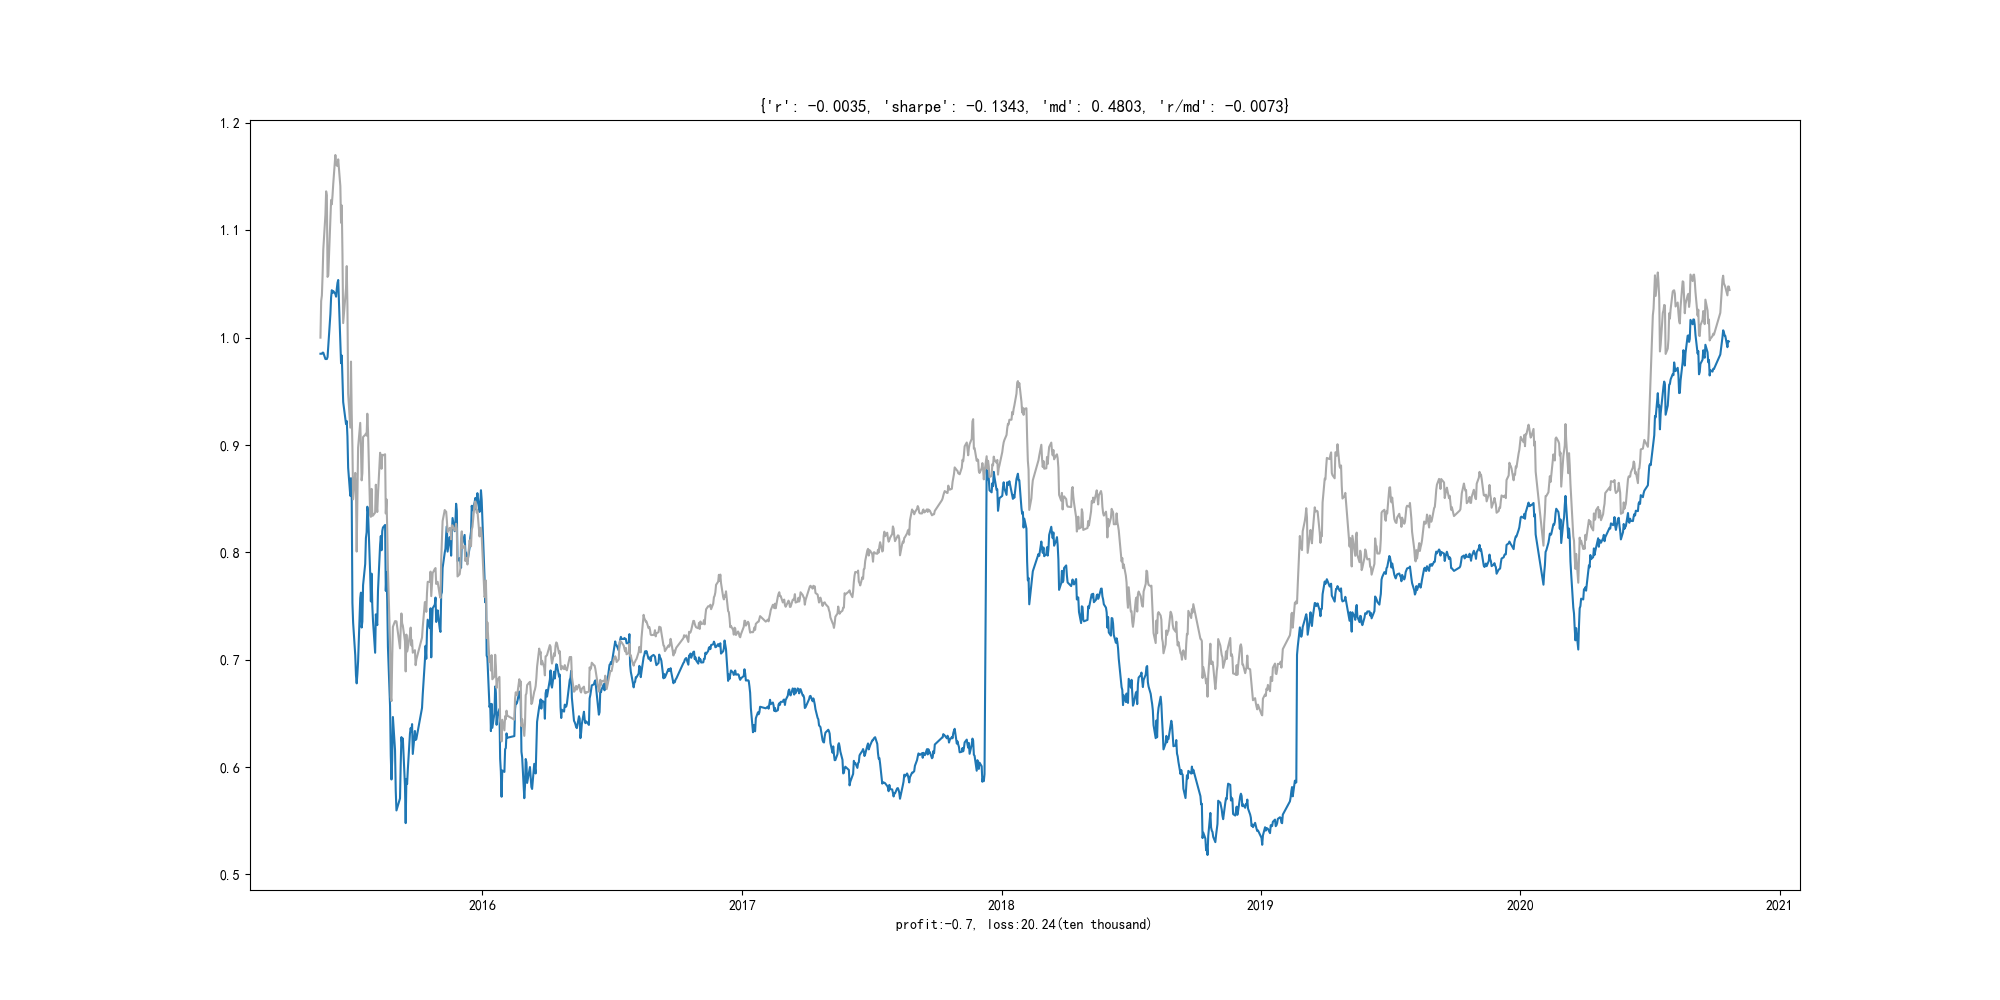 {'r': -0.0035, 'sharpe': -0.1343, 'md': 0.4803, 'r/md': -0.0073}
1.2
1.1
1.0
0.9
0.8
0.7
0.6
0.5
2016 2017 2018 2019 2020 2021
profit:-0.7, loss:20.24(ten thousand)